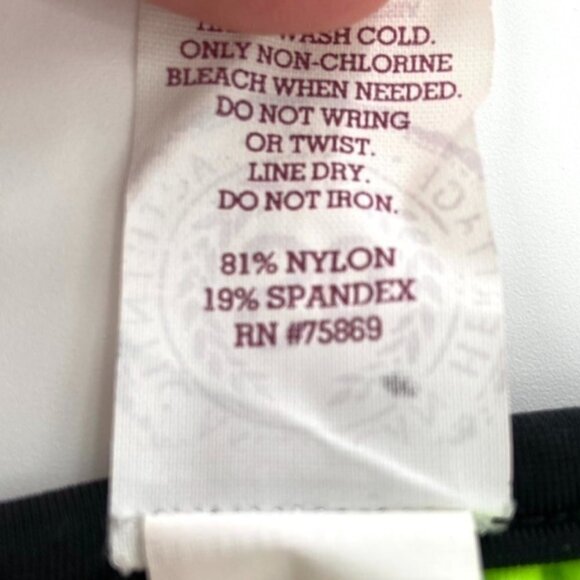 WASH COLD.
ONLY NON-CHLORINE
BLEACH WHEN NEEDED.
DO NOT WRING
OR TWIST.
LINE DRY.
DO NOT IRON.
81% NYLON
19% SPANDEX
RN #75869